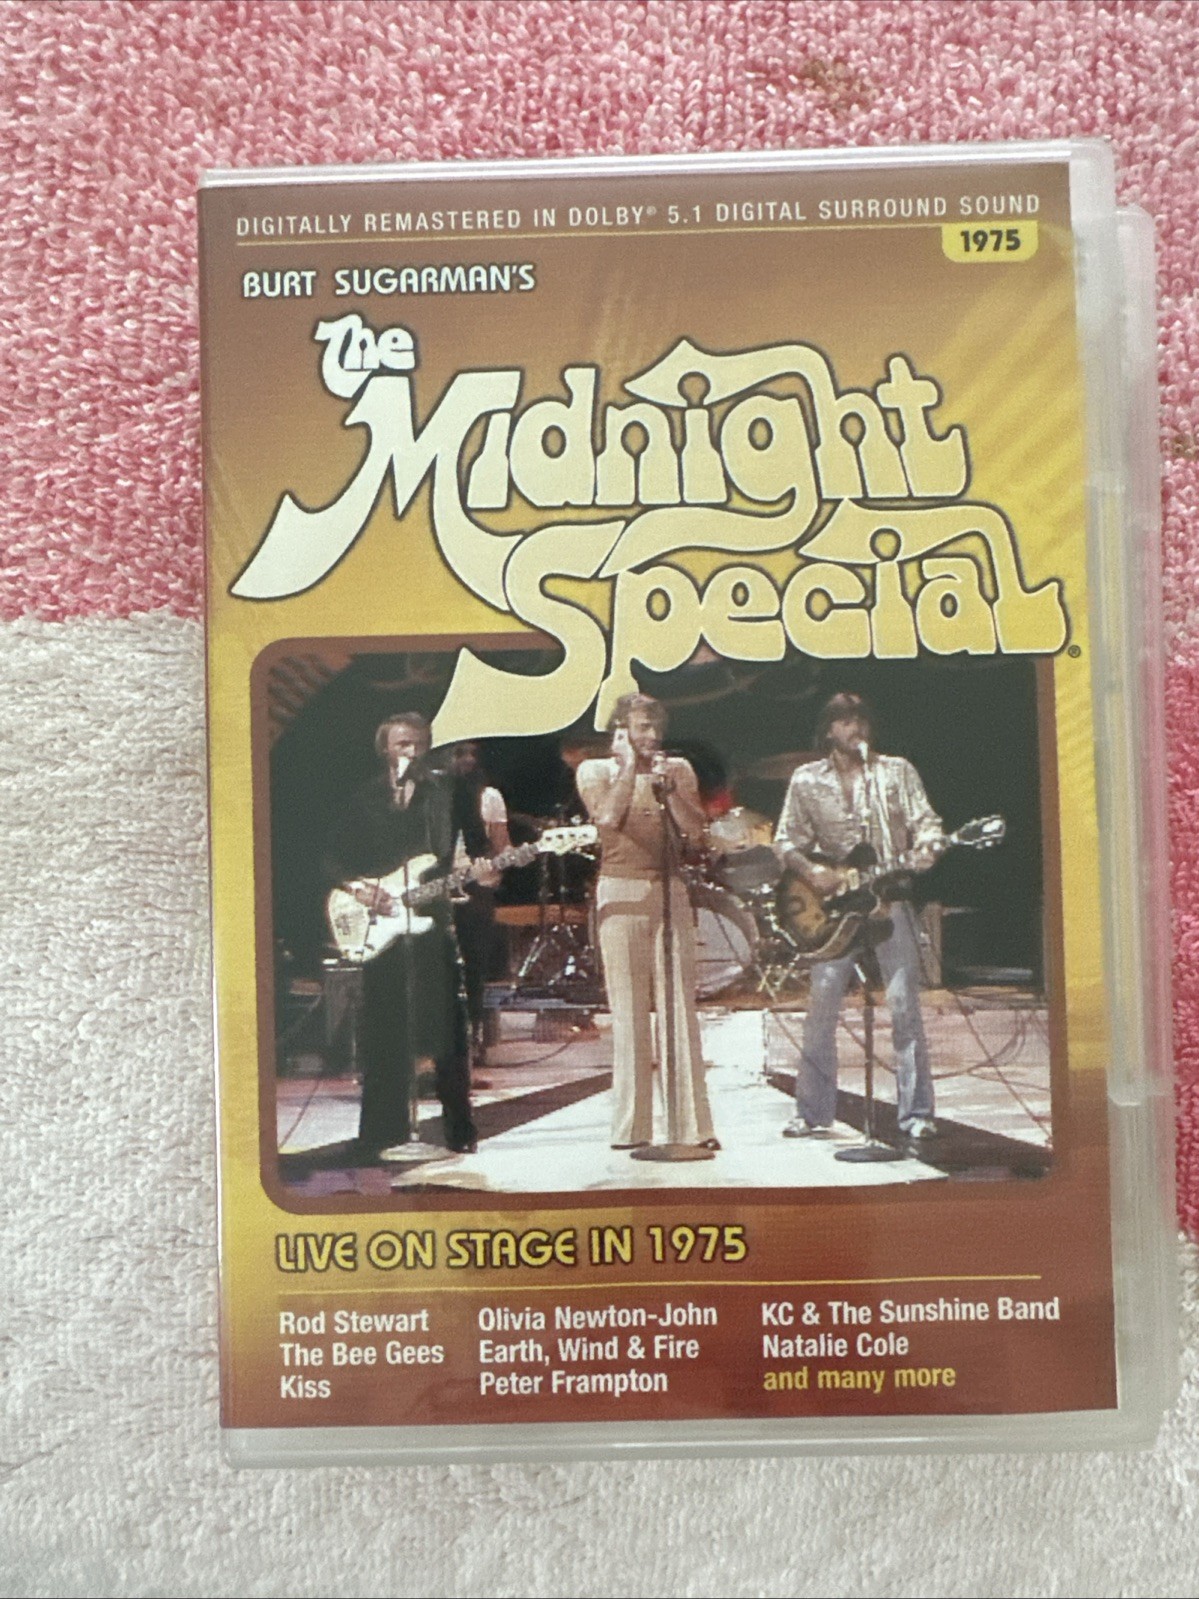 DIGITALLY REMASTERED IN DOLBY® 5.1 DIGITAL SURROUND SOUND
1975
BURT SUGARMAN'S
The
Midnight
Special®
LIVE ON STAGE IN 1975
Rod Stewart
The Bee Gees
Kiss
Olivia Newton-John
Earth, Wind & Fire
Peter Frampton
KC & The Sunshine Band
Natalie Cole
and many more